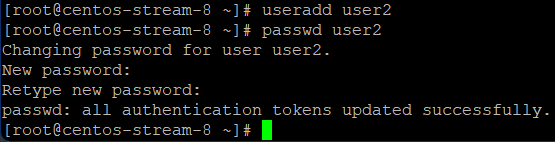 [root@centos-stream-8 ~]# useradd user2
[root@centos-stream-8 ~]# passwd user2
Changing password for user user2.
New password:
Retype new password:
passwd: all authentication tokens updated successfully.
[root@centos-stream-8 ~]#